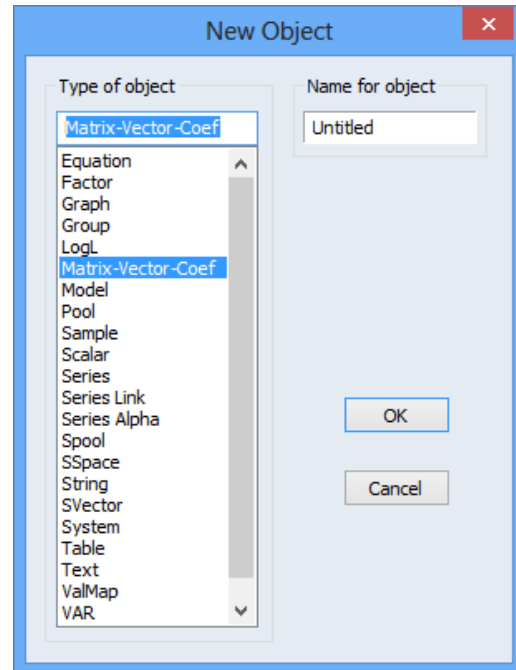 New Object
Type of object
Matrix-Vector-Coef
Equation
Factor
Graph
Group
LogL
Matrix-Vector-Coef
Model
Pool
Sample
Scalar
Series
Series Link
Series Alpha
Spool
SSpace
String
SVector
System
Table
Text
ValMap
VAR
Name for object
Untitled
OK
Cancel